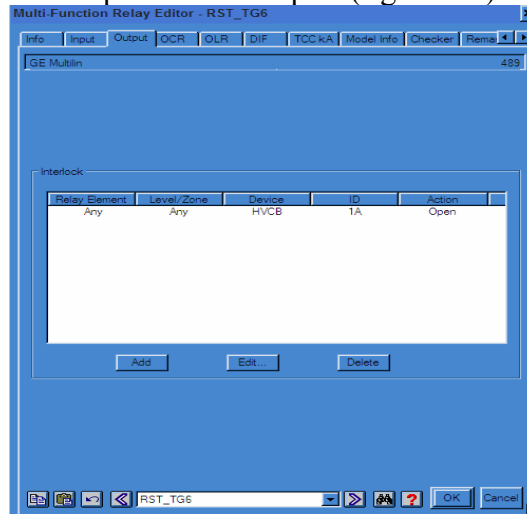 Multi-Function Relay Editor - RST_TG6
Info Input Output OCR OLR DIF TCC kA Model Info Checker Rema
GE Multilin 489
Interlock
Relay Element Level/Zone Device ID Action
Any Any HVCB 1A Open
Add Edit... Delete
RST_TG6 ? OK Cancel